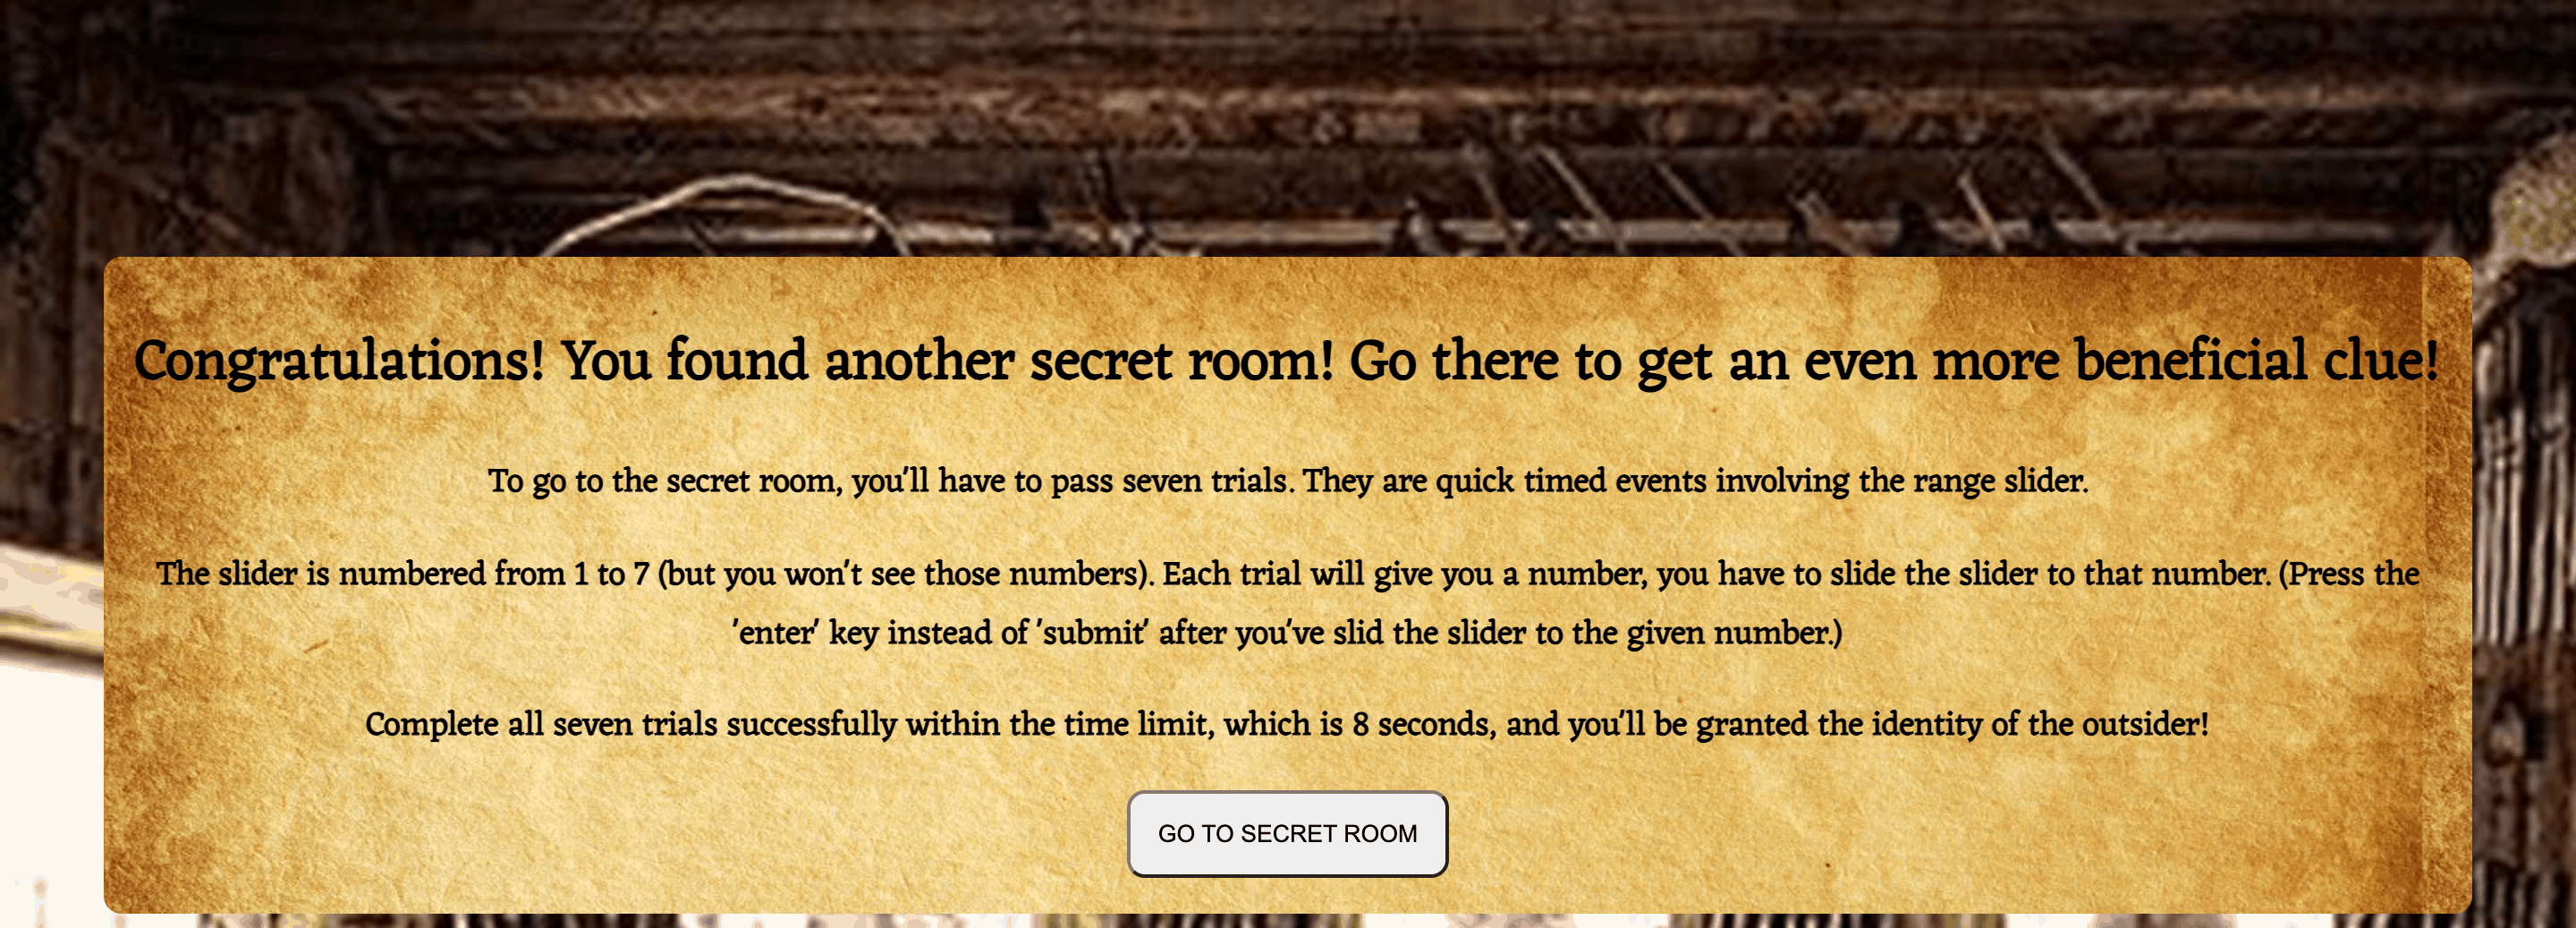 Congratulations! You found another secret room! Go there to get an even more beneficial clue!
To go to the secret room, you'll have to pass seven trials. They are quick timed events involving the range slider.
The slider is numbered from 1 to 7 (but you won't see those numbers). Each trial will give you a number, you have to slide the slider to that number. (Press the
'enter' key instead of 'submit' after you've slid the slider to the given number.)
Complete all seven trials successfully within the time limit, which is 8 seconds, and you'll be granted the identity of the outsider!
GO TO SECRET ROOM